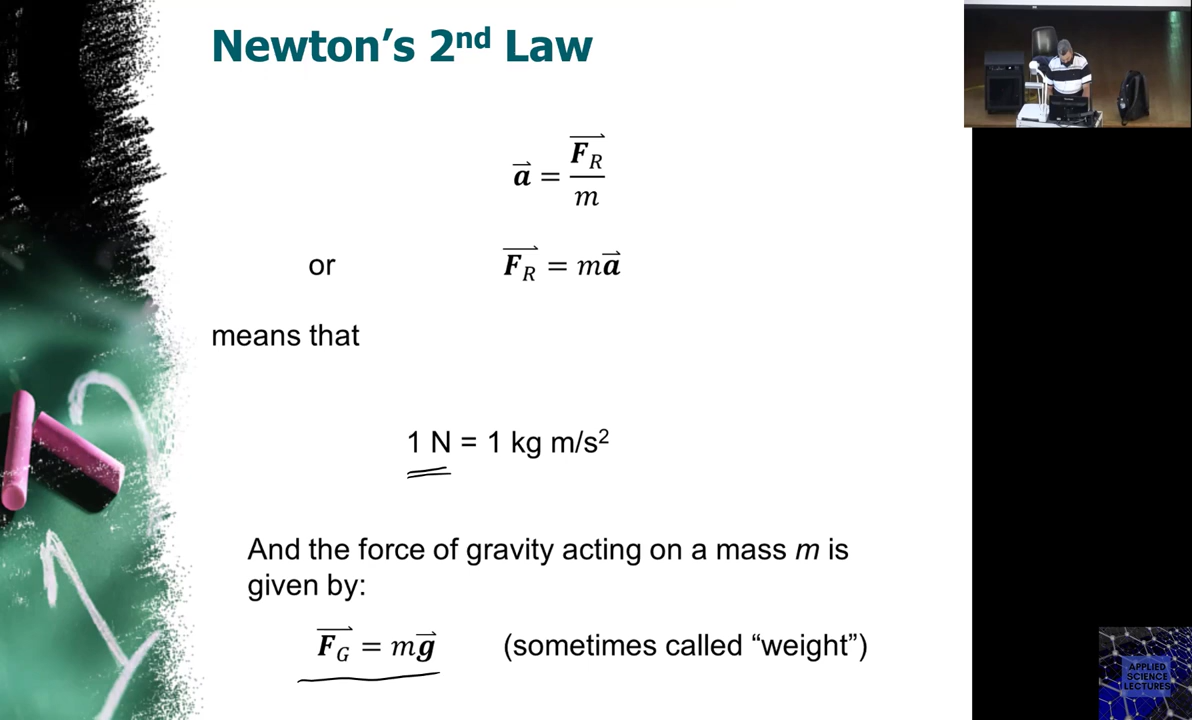 Newton's 2nd Law
a⃗ = F_R⃗ / m
or F_R⃗ = ma⃗
means that
1 N = 1 kg m/s²
And the force of gravity acting on a mass m is
given by:
F_G⃗ = mg⃗ (sometimes called “weight”)
APPLIED
SCIENCE
LECTURES